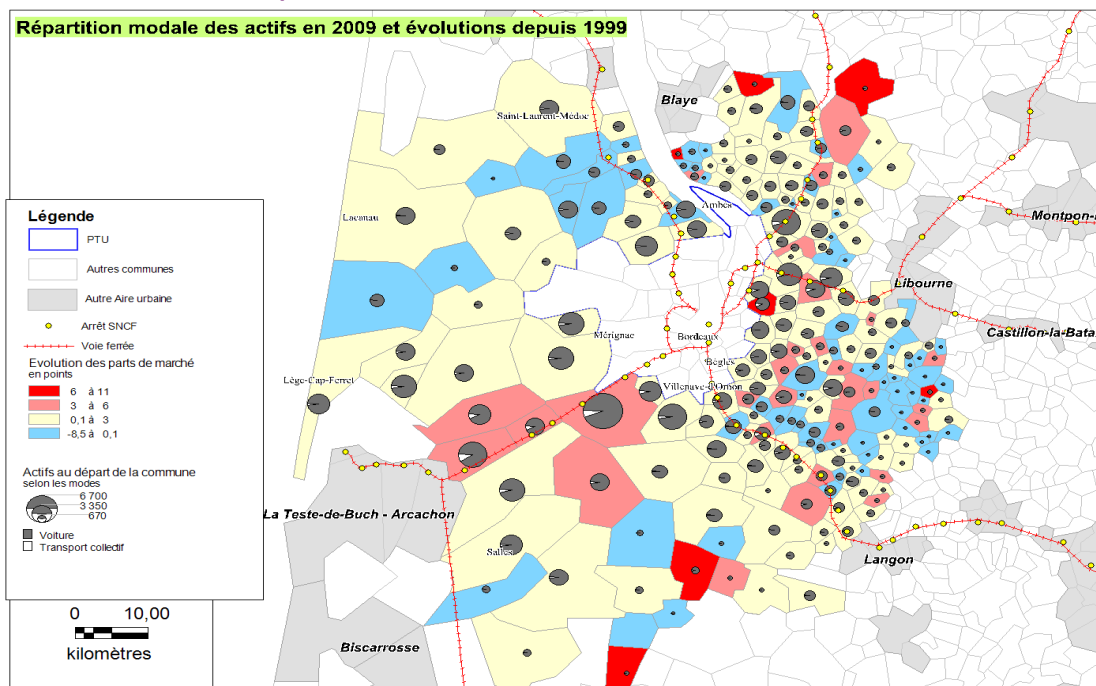 Répartition modale des actifs en 2009 et évolutions depuis 1999
Blaye
Saint-Laurent-Médoc
Ambès
Lacanau
Montpon-
Libourne
Castillon-la-Bata
Mérignac
Bordeaux
Bègles
Lège-Cap-Ferret
Villenave-d'Ornon
La Teste-de-Buch - Arcachon
Salles
Langon
Biscarrosse
Légende
PTU
Autres communes
Autre Aire urbaine
Arrêt SNCF
Voie ferrée
Evolution des parts de marché
en points
6 à 11
3 à 6
0,1 à 3
-8,5 à 0,1
Actifs au départ de la commune
selon les modes
6 700
3 350
670
Voiture
Transport collectif
0 10,00
kilomètres